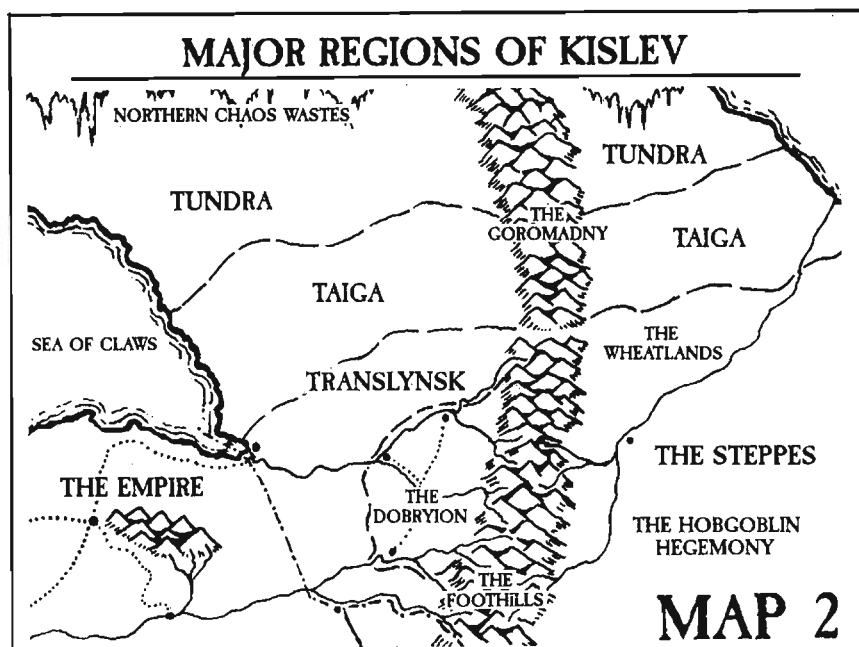 MAJOR REGIONS OF KISLEV
NORTHERN CHAOS WASTES
TUNDRA
TUNDRA
THE
GOROMADNY
TAIGA
TAIGA
SEA OF CLAWS
THE
WHEATLANDS
TRANSLYNSK
THE STEPPES
THE EMPIRE
THE
DOBRYION
THE HOBGOBLIN
HEGEMONY
THE
FOOTHILLS
MAP 2